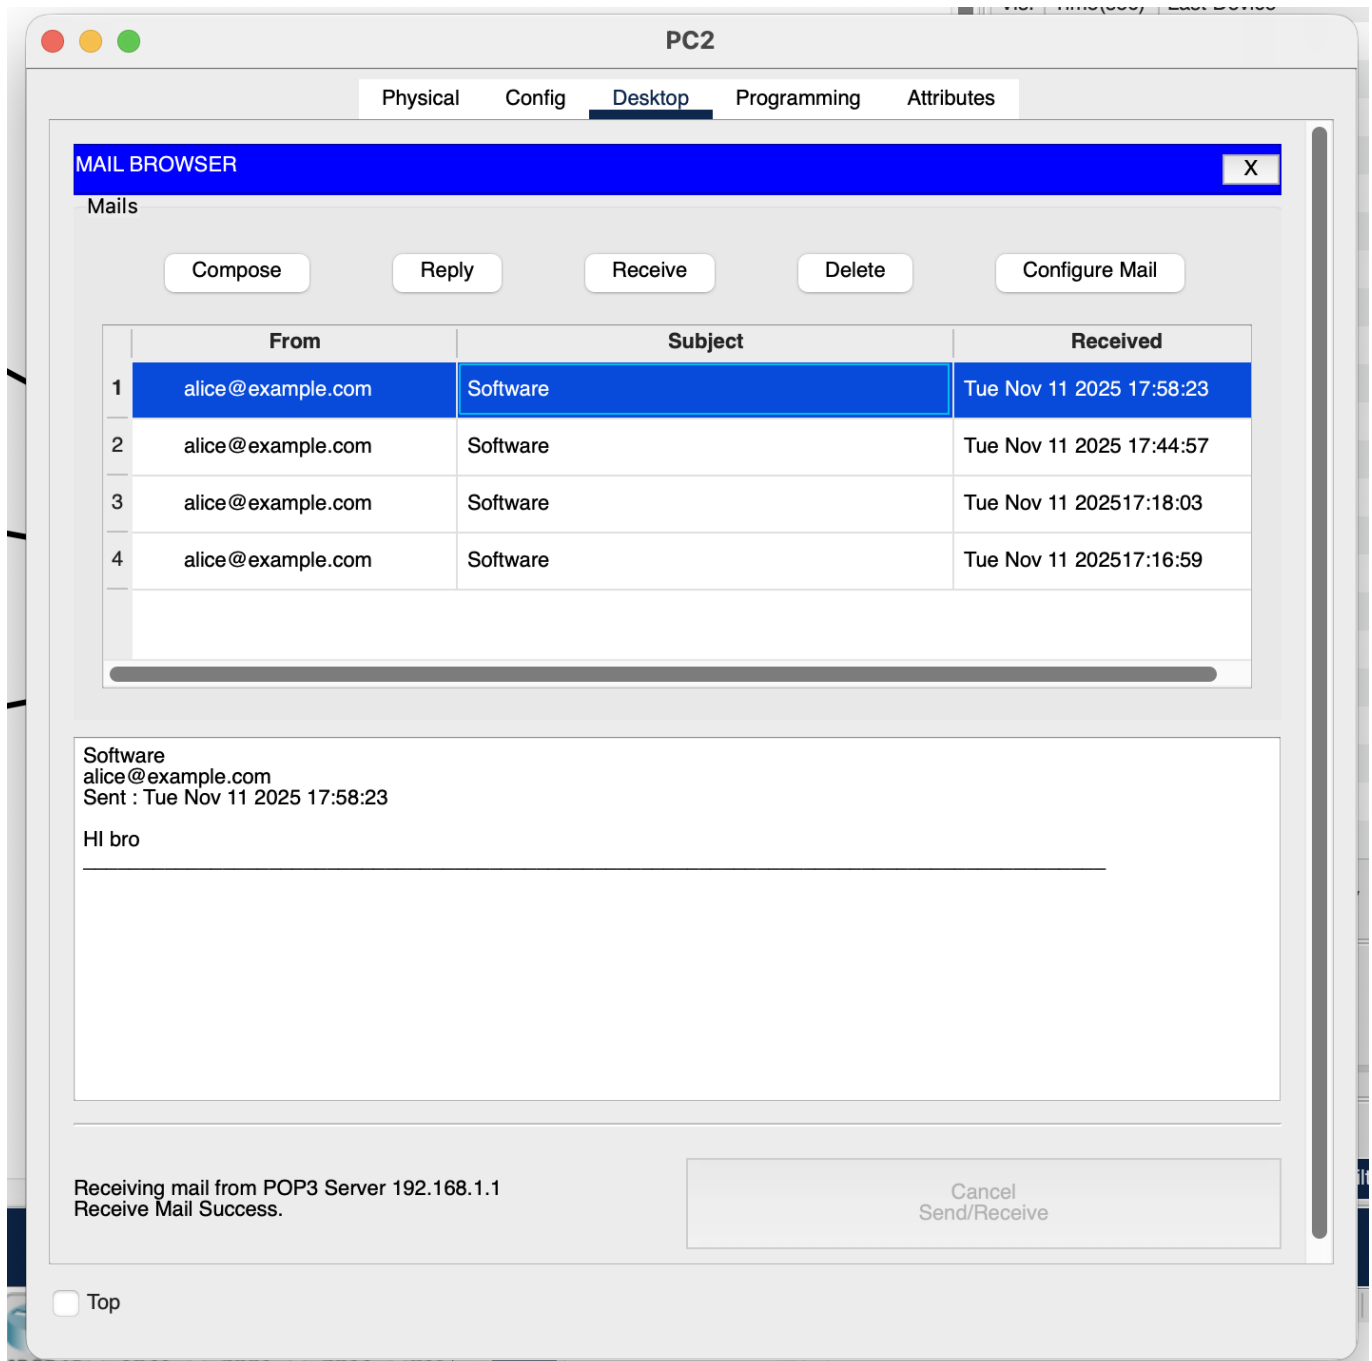 PC2
Physical Config Desktop Programming Attributes
MAIL BROWSER
X
Mails
Compose Reply Receive Delete Configure Mail
From Subject Received
1 alice@example.com Software Tue Nov 11 2025 17:58:23
2 alice@example.com Software Tue Nov 11 2025 17:44:57
3 alice@example.com Software Tue Nov 11 202517:18:03
4 alice@example.com Software Tue Nov 11 202517:16:59
Software
alice@example.com
Sent : Tue Nov 11 2025 17:58:23
HI bro
Receiving mail from POP3 Server 192.168.1.1
Receive Mail Success.
Cancel
Send/Receive
Top